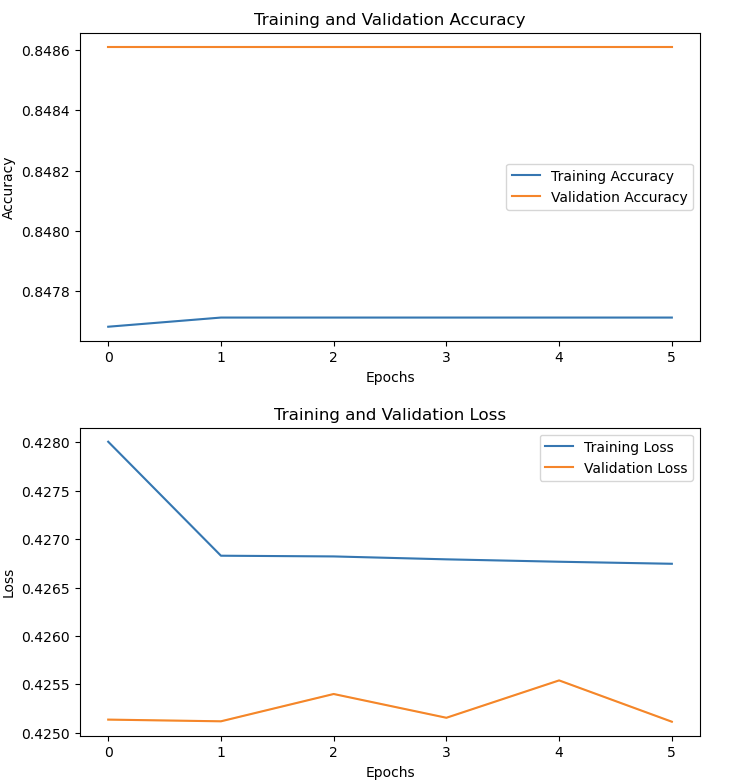 Training and Validation Accuracy
0.8486
0.8484
0.8482
0.8480
0.8478
Accuracy
Training Accuracy
Validation Accuracy
0 1 2 3 4 5
Epochs
Training and Validation Loss
0.4280
0.4275
0.4270
0.4265
0.4260
0.4255
0.4250
Loss
Training Loss
Validation Loss
0 1 2 3 4 5
Epochs